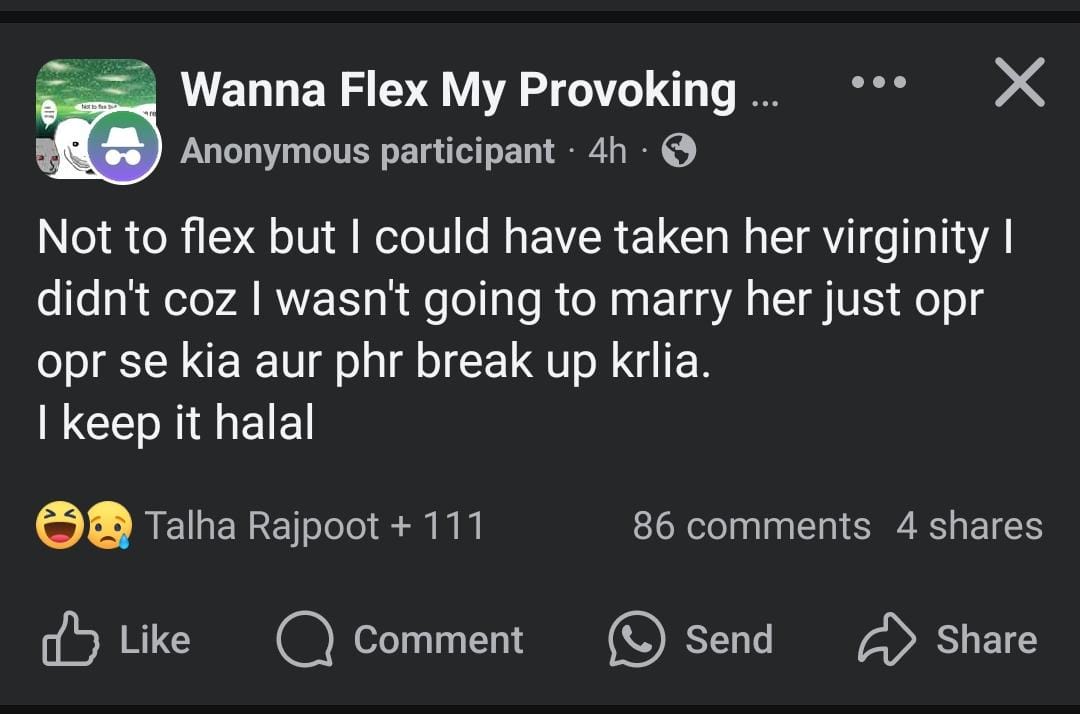 Wanna Flex My Provoking ...
Anonymous participant · 4h ·
Not to flex but I could have taken her virginity I
didn't coz I wasn't going to marry her just opr
opr se kia aur phr break up krlia.
I keep it halal
Talha Rajpoot + 111 86 comments 4 shares
Like Comment Send Share